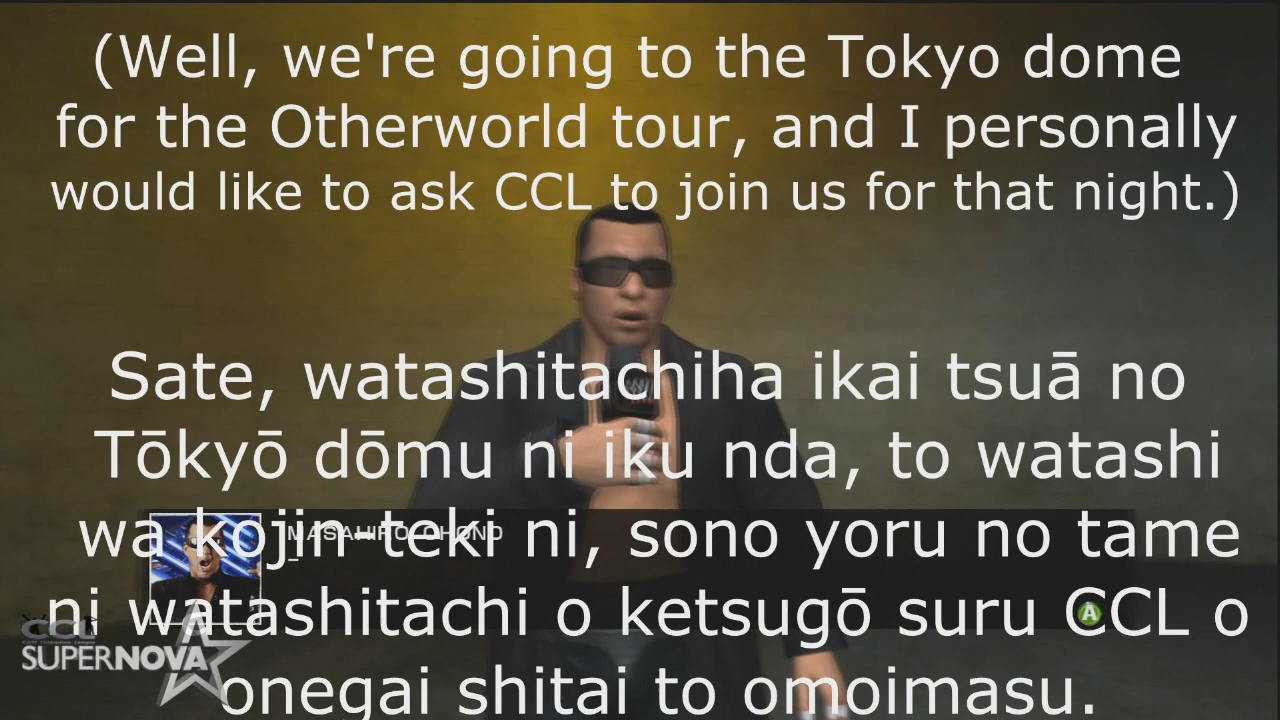 (Well, we're going to the Tokyo dome
for the Otherworld tour, and I personally
would like to ask CCL to join us for that night.)
Sate, watashitachiha ikai tsuā no
Tōkyō dōmu ni iku nda, to watashi
MASAHIRO CHONO
wa kojin-teki ni, sono yoru no tame
ni watashitachi o ketsugō suru CCL o
A
onegai shitai to omoimasu.
CCL
SUPERNOVA